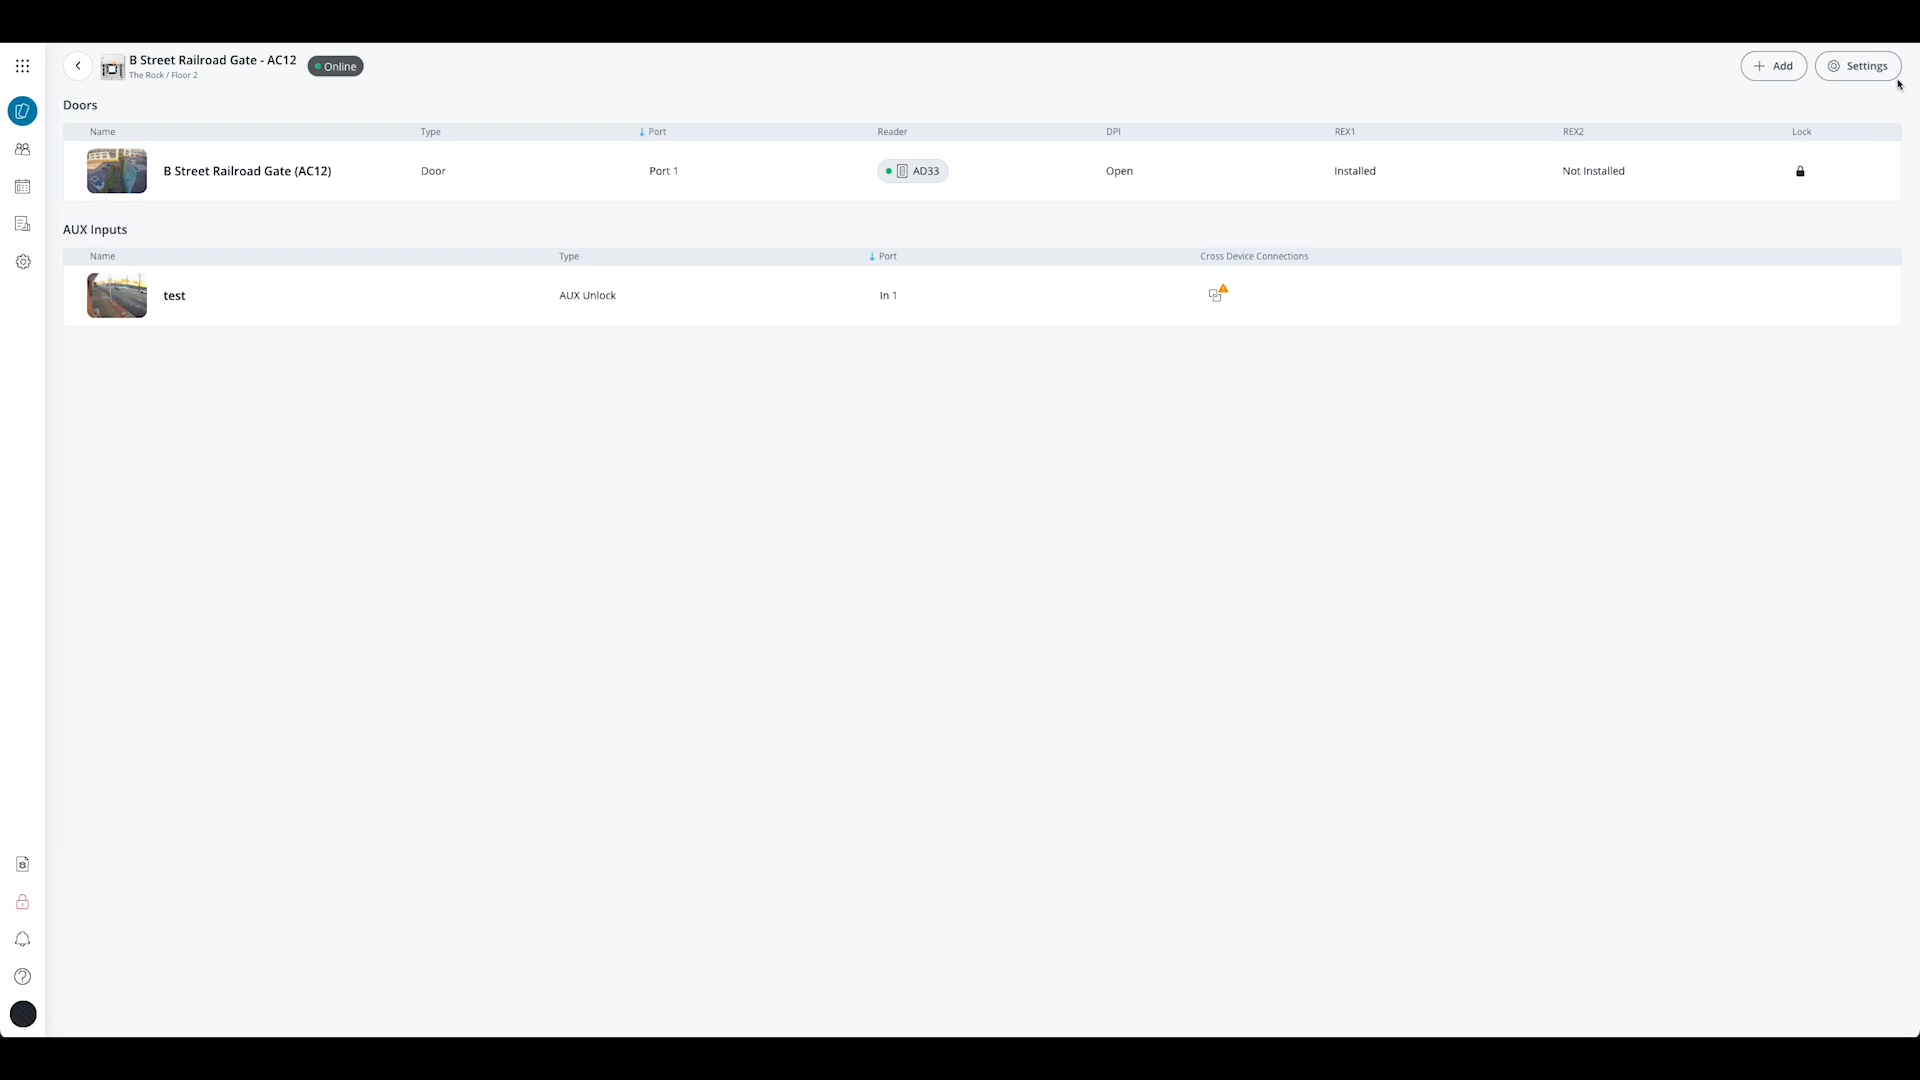 B Street Railroad Gate - AC12
The Rock / Floor 2
Online
Add
Settings
Doors
Name Type Port Reader DPI REX1 REX2 Lock
B Street Railroad Gate (AC12) Door Port 1 AD33 Open Installed Not Installed
AUX Inputs
Name Type Port Cross Device Connections
test AUX Unlock In 1